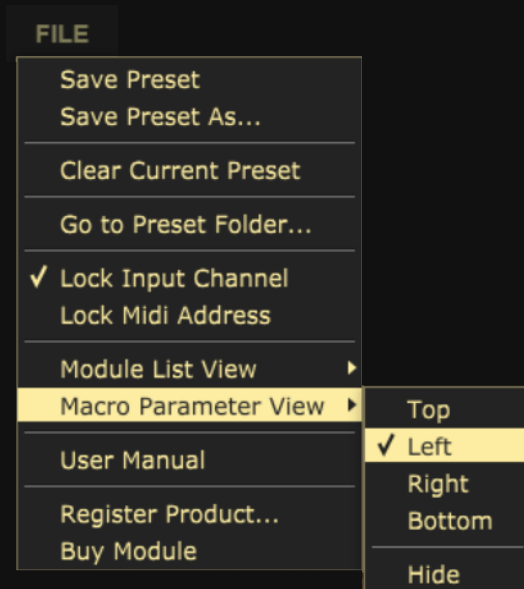 FILE
Save Preset
Save Preset As...
Clear Current Preset
Go to Preset Folder...
✓ Lock Input Channel
Lock Midi Address
Module List View
Macro Parameter View
User Manual
Register Product...
Buy Module
Top
✓ Left
Right
Bottom
Hide